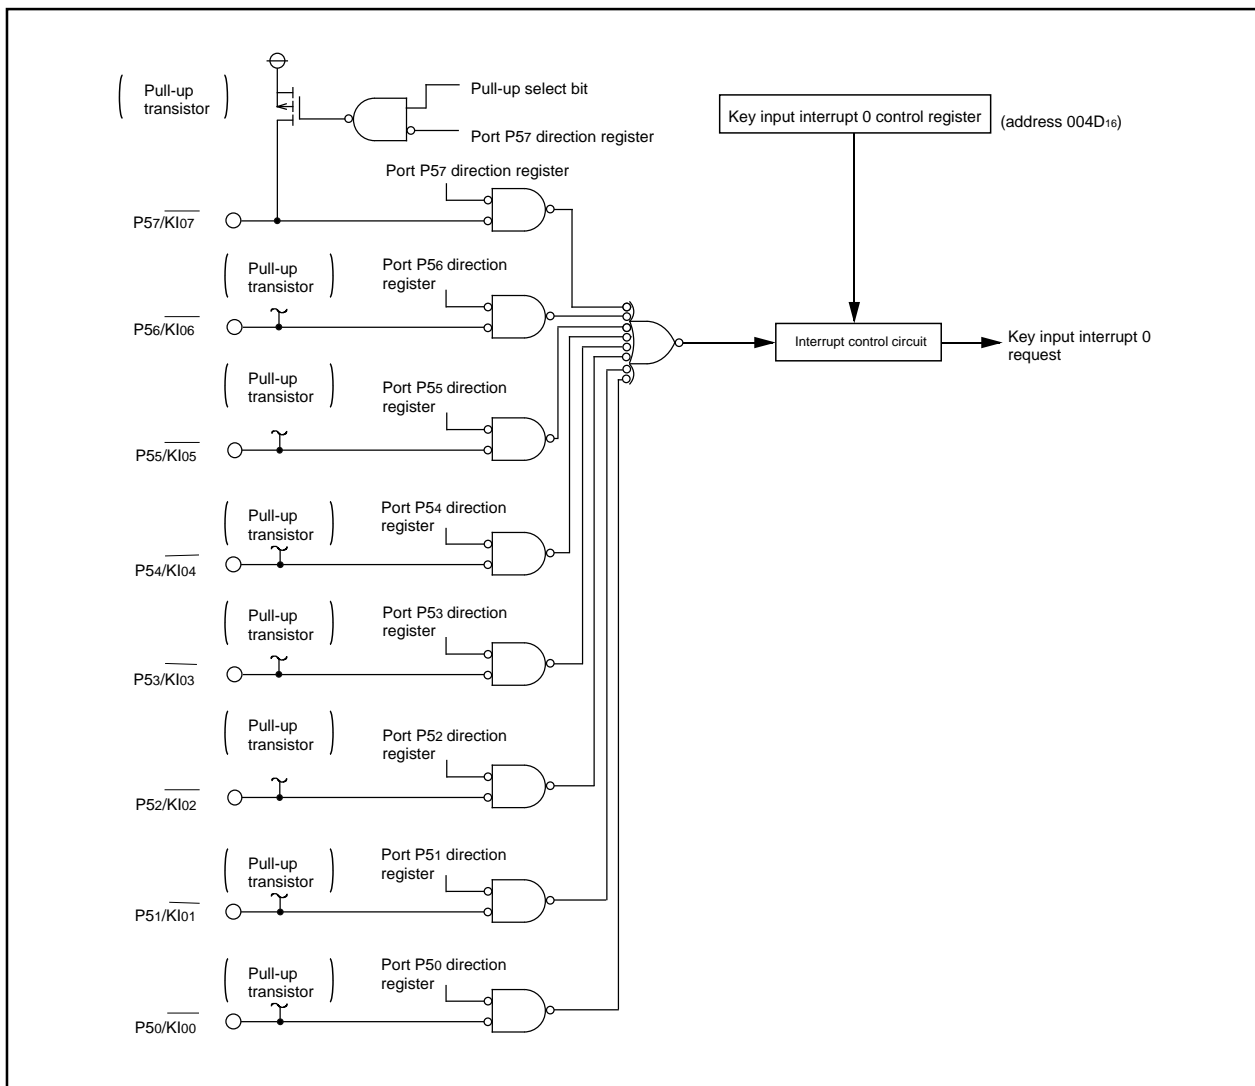 Pull-up
transistor
Pull-up select bit
Port P57 direction register
Key input interrupt 0 control register
(address 004D16)
Port P57 direction register
P57/KI07
Pull-up
transistor
Port P56 direction
register
P56/KI06
Interrupt control circuit
Key input interrupt 0
request
Pull-up
transistor
Port P55 direction
register
P55/KI05
Pull-up
transistor
Port P54 direction
register
P54/KI04
Pull-up
transistor
Port P53 direction
register
P53/KI03
Pull-up
transistor
Port P52 direction
register
P52/KI02
Pull-up
transistor
Port P51 direction
register
P51/KI01
Pull-up
transistor
Port P50 direction
register
P50/KI00